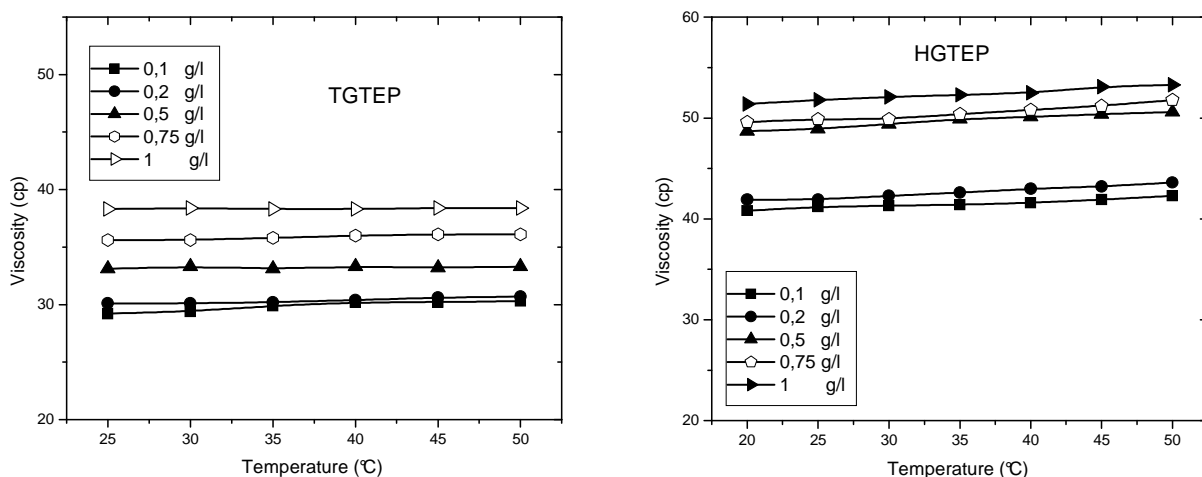 50
40
30
20
Viscosity (cp)
0,1 g/l
0,2 g/l
0,5 g/l
0,75 g/l
1 g/l
TGTEP
25 30 35 40 45 50
Temperature (°C)
60
50
40
30
20
Viscosity (cp)
HGTEP
0,1 g/l
0,2 g/l
0,5 g/l
0,75 g/l
1 g/l
20 25 30 35 40 45 50
Temperature (°C)